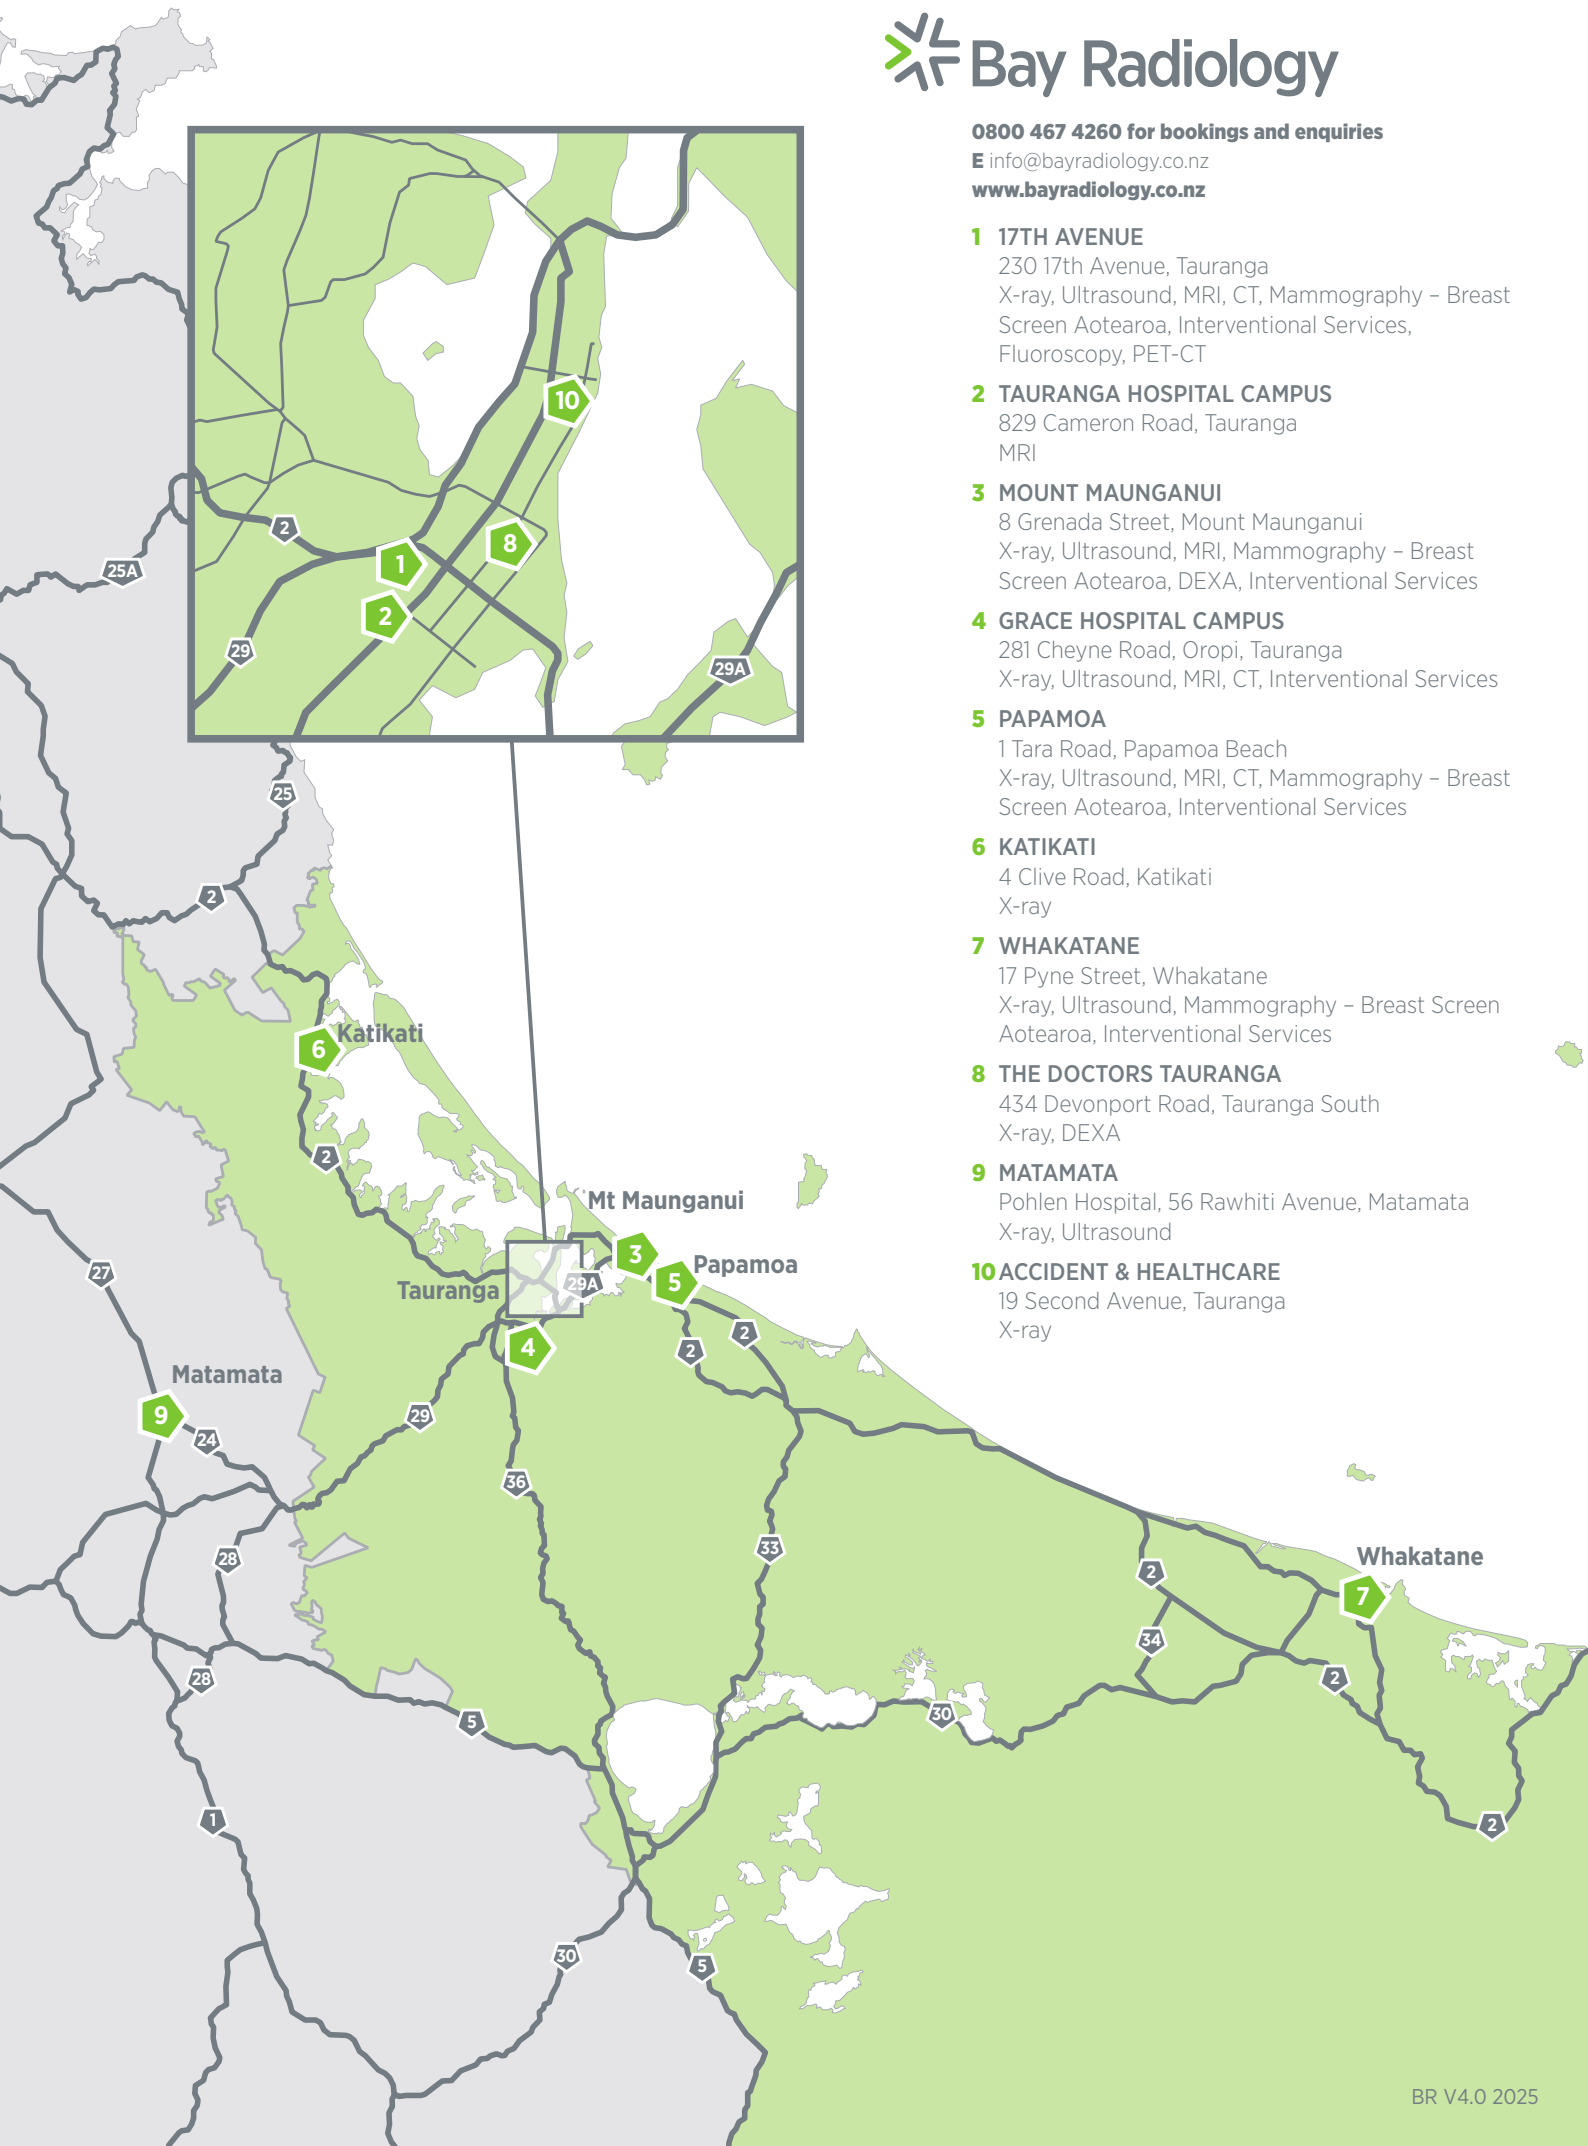 Bay Radiology
0800 467 4260 for bookings and enquiries
E info@bayradiology.co.nz
www.bayradiology.co.nz
1 17TH AVENUE
230 17th Avenue, Tauranga
X-ray, Ultrasound, MRI, CT, Mammography – Breast
Screen Aotearoa, Interventional Services,
Fluoroscopy, PET-CT
2 TAURANGA HOSPITAL CAMPUS
829 Cameron Road, Tauranga
MRI
3 MOUNT MAUNGANUI
8 Grenada Street, Mount Maunganui
X-ray, Ultrasound, MRI, Mammography – Breast
Screen Aotearoa, DEXA, Interventional Services
4 GRACE HOSPITAL CAMPUS
281 Cheyne Road, Oropi, Tauranga
X-ray, Ultrasound, MRI, CT, Interventional Services
5 PAPAMOA
1 Tara Road, Papamoa Beach
X-ray, Ultrasound, MRI, CT, Mammography – Breast
Screen Aotearoa, Interventional Services
6 KATIKATI
4 Clive Road, Katikati
X-ray
7 WHAKATANE
17 Pyne Street, Whakatane
X-ray, Ultrasound, Mammography – Breast Screen
Aotearoa, Interventional Services
8 THE DOCTORS TAURANGA
434 Devonport Road, Tauranga South
X-ray, DEXA
9 MATAMATA
Pohlen Hospital, 56 Rawhiti Avenue, Matamata
X-ray, Ultrasound
10 ACCIDENT & HEALTHCARE
19 Second Avenue, Tauranga
X-ray
10
2
8
1
25A
2
29
29A
25
2
Katikati
6
2
Mt Maunganui
3
Papamoa
27
29A
5
Tauranga
2
2
4
Matamata
9
29
24
36
33
Whakatane
28
2
7
34
28
2
30
5
1
2
30
5
BR V4.0 2025